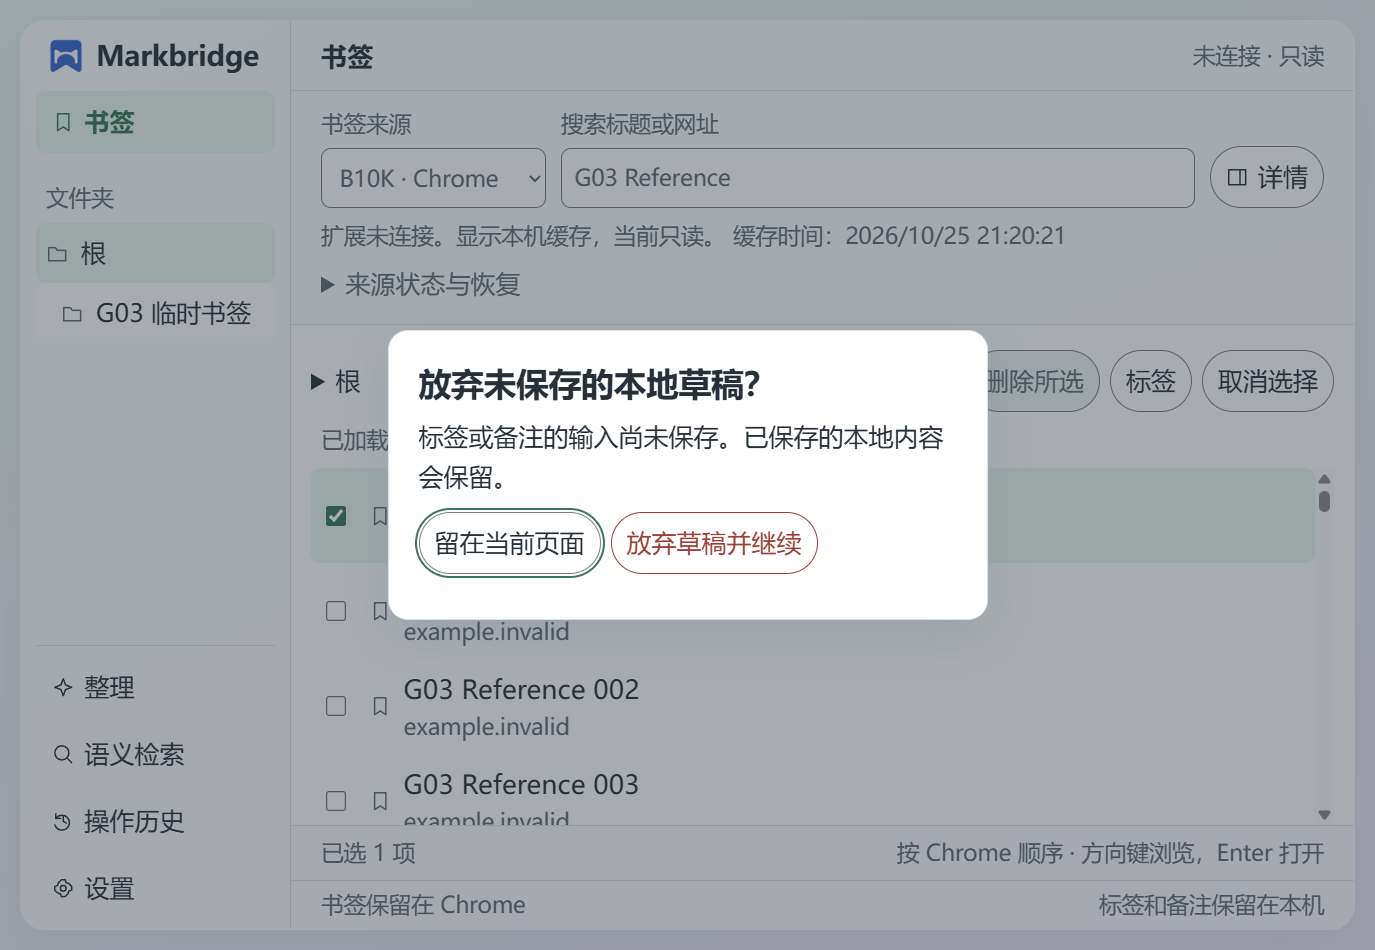 Markbridge
书签
文件夹
根
G03 临时书签
整理
语义检索
操作历史
设置
书签
未连接 · 只读
书签来源
搜索标题或网址
B10K · Chrome
G03 Reference
详情
扩展未连接。显示本机缓存，当前只读。 缓存时间：2026/10/25 21:20:21
来源状态与恢复
根
删除所选
标签
取消选择
已加载
放弃未保存的本地草稿？
标签或备注的输入尚未保存。已保存的本地内容
会保留。
留在当前页面
放弃草稿并继续
example.invalid
G03 Reference 002
example.invalid
G03 Reference 003
example.invalid
已选 1 项
按 Chrome 顺序 · 方向键浏览，Enter 打开
书签保留在 Chrome
标签和备注保留在本机